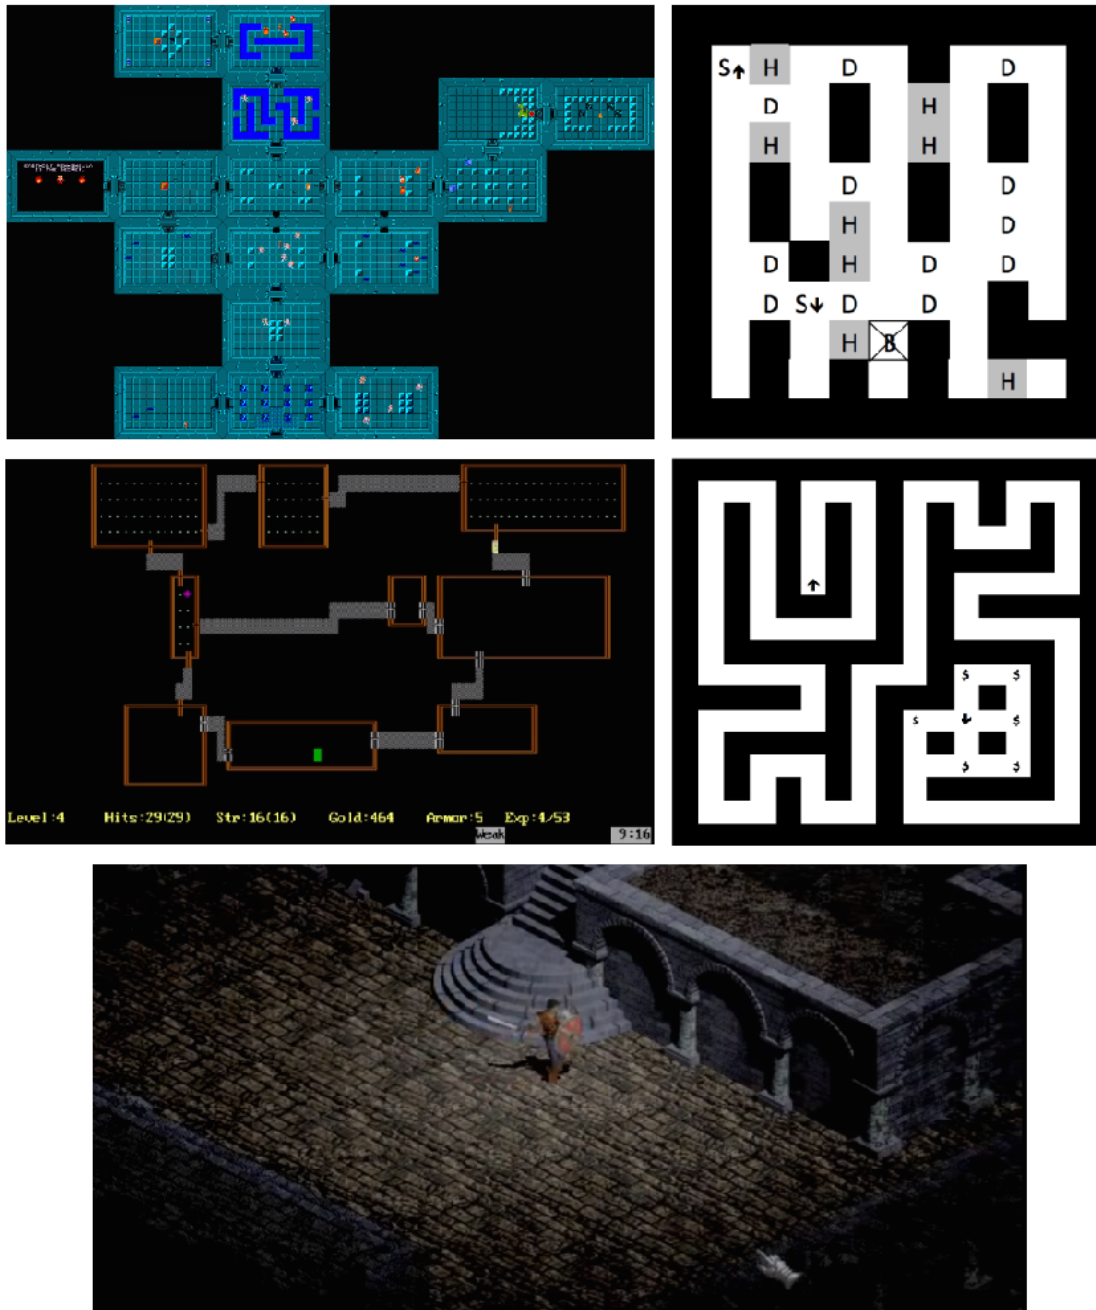 S↑ H D D
D H
H H
D D
H D
D H D D
D S↓ D D
H B
H
Level:4 Hits:29(29) Str:16(16) Gold:464 Armor:5 Exp:4/53
Weak 9:16
↑
$ $
s ↓ $
$ $